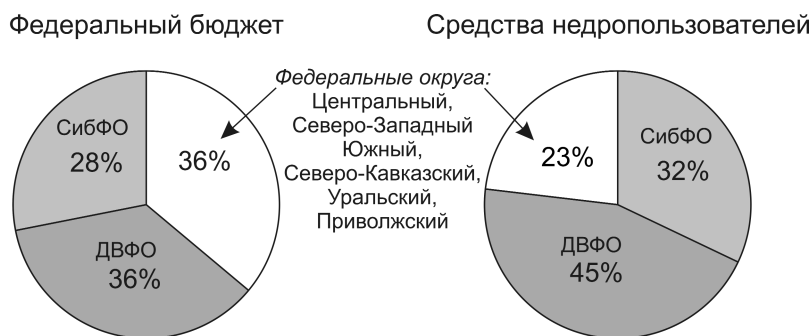 Федеральный бюджет
Средства недропользователей
Федеральные округа:
Центральный,
Северо-Западный
Южный,
Северо-Кавказский,
Уральский,
Приволжский
СибФО
28%
36%
ДВФО
36%
23%
СибФО
32%
ДВФО
45%